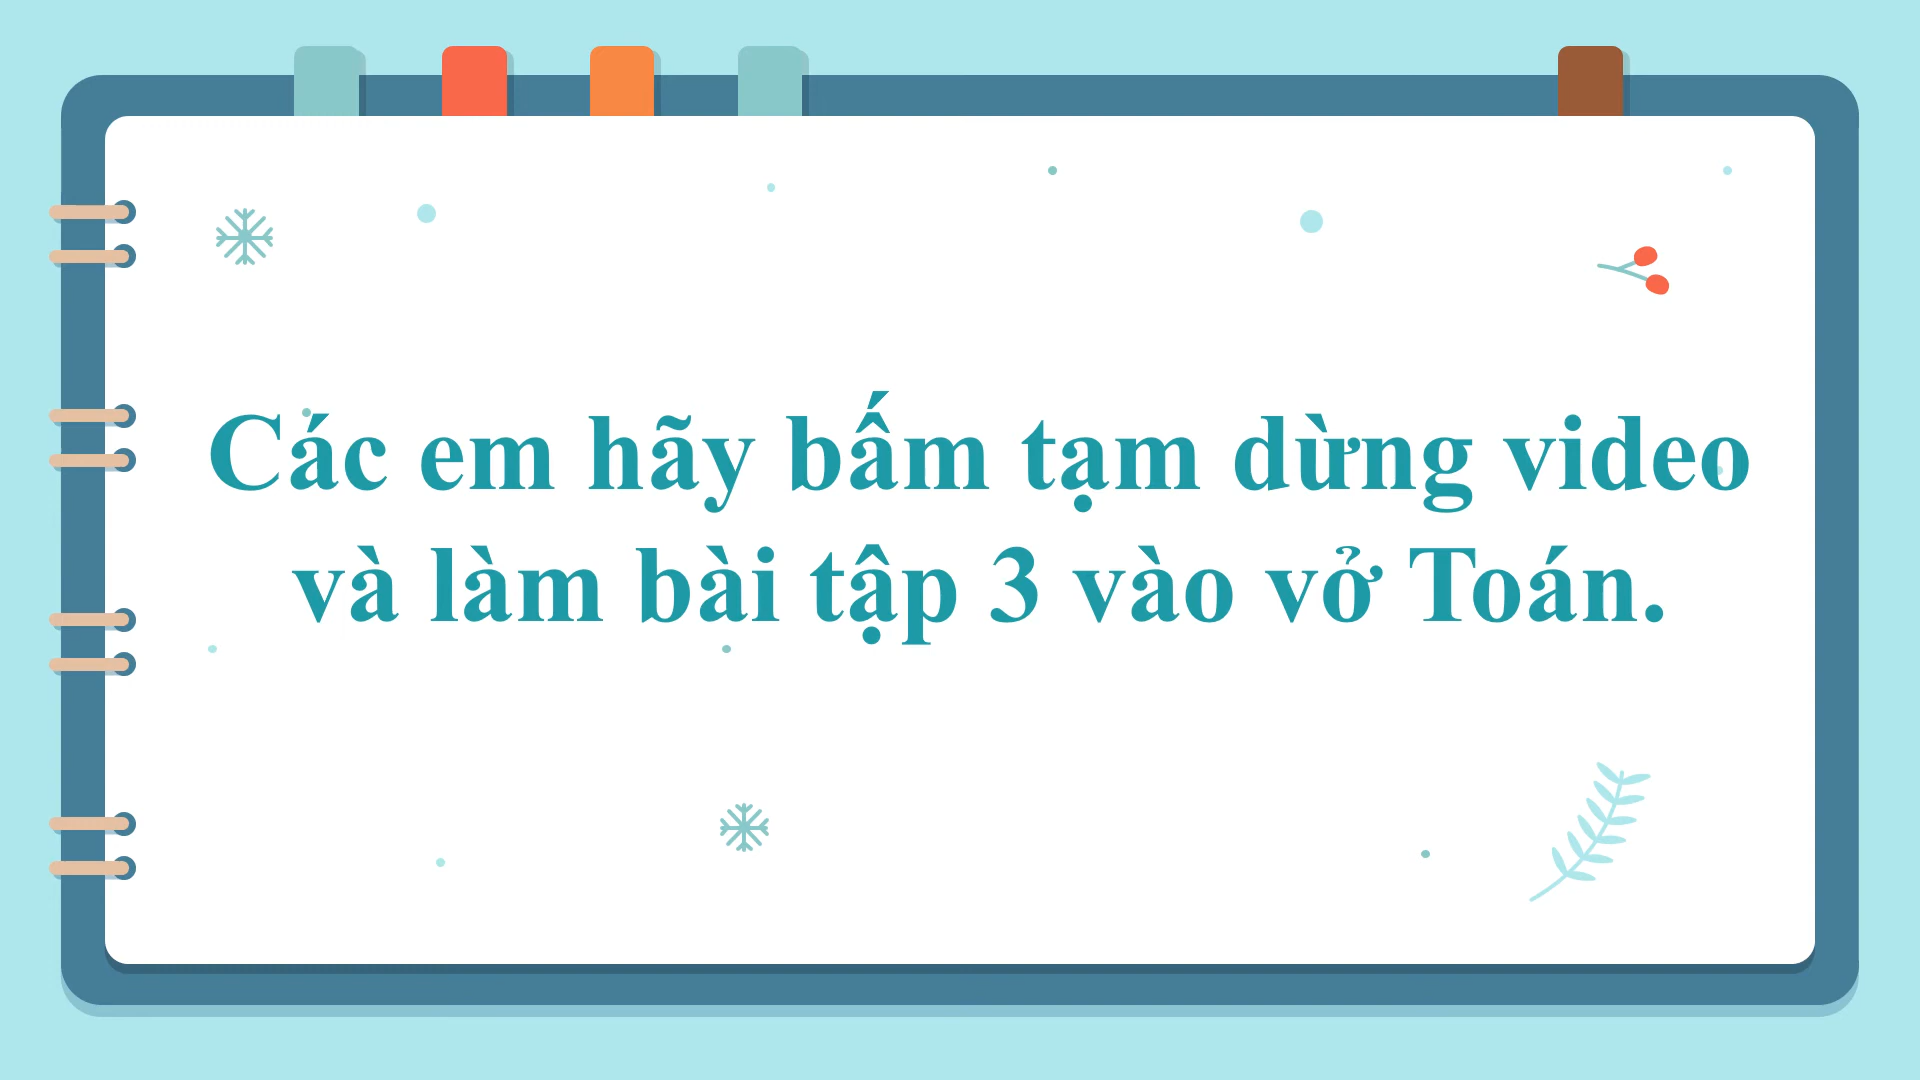 Các em hãy bấm tạm dừng video
và làm bài tập 3 vào vở Toán.